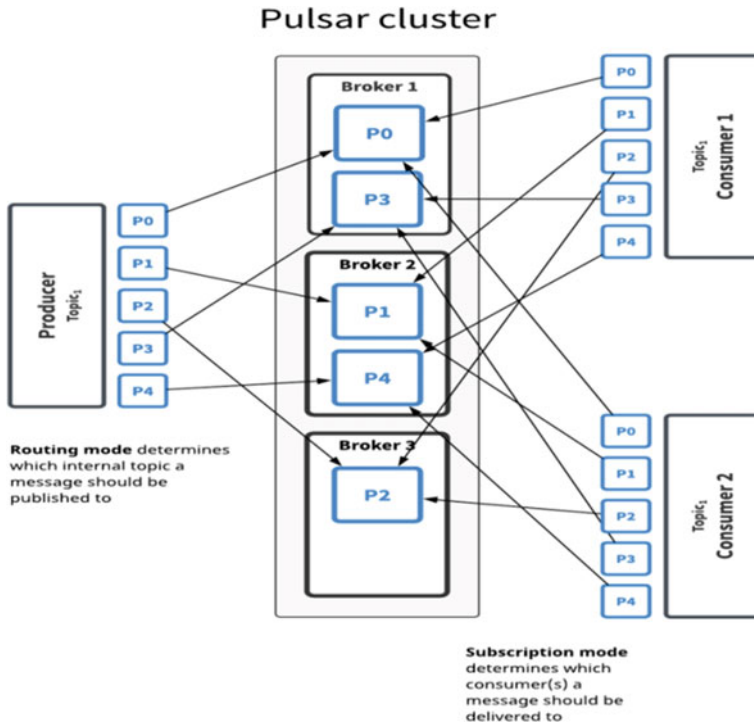 Pulsar cluster
Producer
Topic₁
P0
P1
P2
P3
P4
Routing mode determines
which internal topic a
message should be
published to
Broker 1
P0
P3
Broker 2
P1
P4
Broker 3
P2
P0
P1
P2
P3
P4
Topic₁
Consumer 1
P0
P1
P2
P3
P4
Topic₁
Consumer 2
Subscription mode
determines which
consumer(s) a
message should be
delivered to